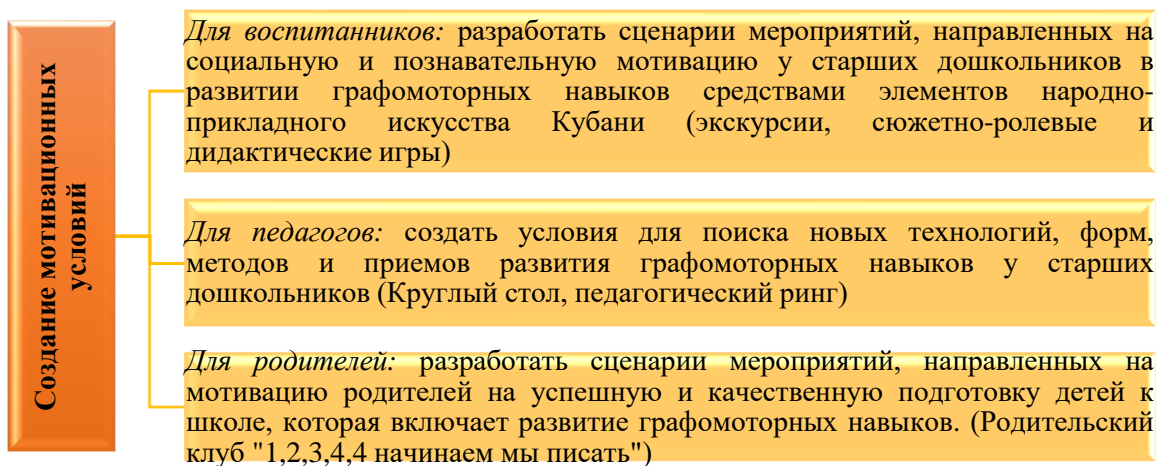 Создание мотивационных
условий
Для воспитанников: разработать сценарии мероприятий, направленных на
социальную и познавательную мотивацию у старших дошкольников в
развитии графомоторных навыков средствами элементов народно-
прикладного искусства Кубани (экскурсии, сюжетно-ролевые и
дидактические игры)
Для педагогов: создать условия для поиска новых технологий, форм,
методов и приемов развития графомоторных навыков у старших
дошкольников (Круглый стол, педагогический ринг)
Для родителей: разработать сценарии мероприятий, направленных на
мотивацию родителей на успешную и качественную подготовку детей к
школе, которая включает развитие графомоторных навыков. (Родительский
клуб "1,2,3,4,4 начинаем мы писать")